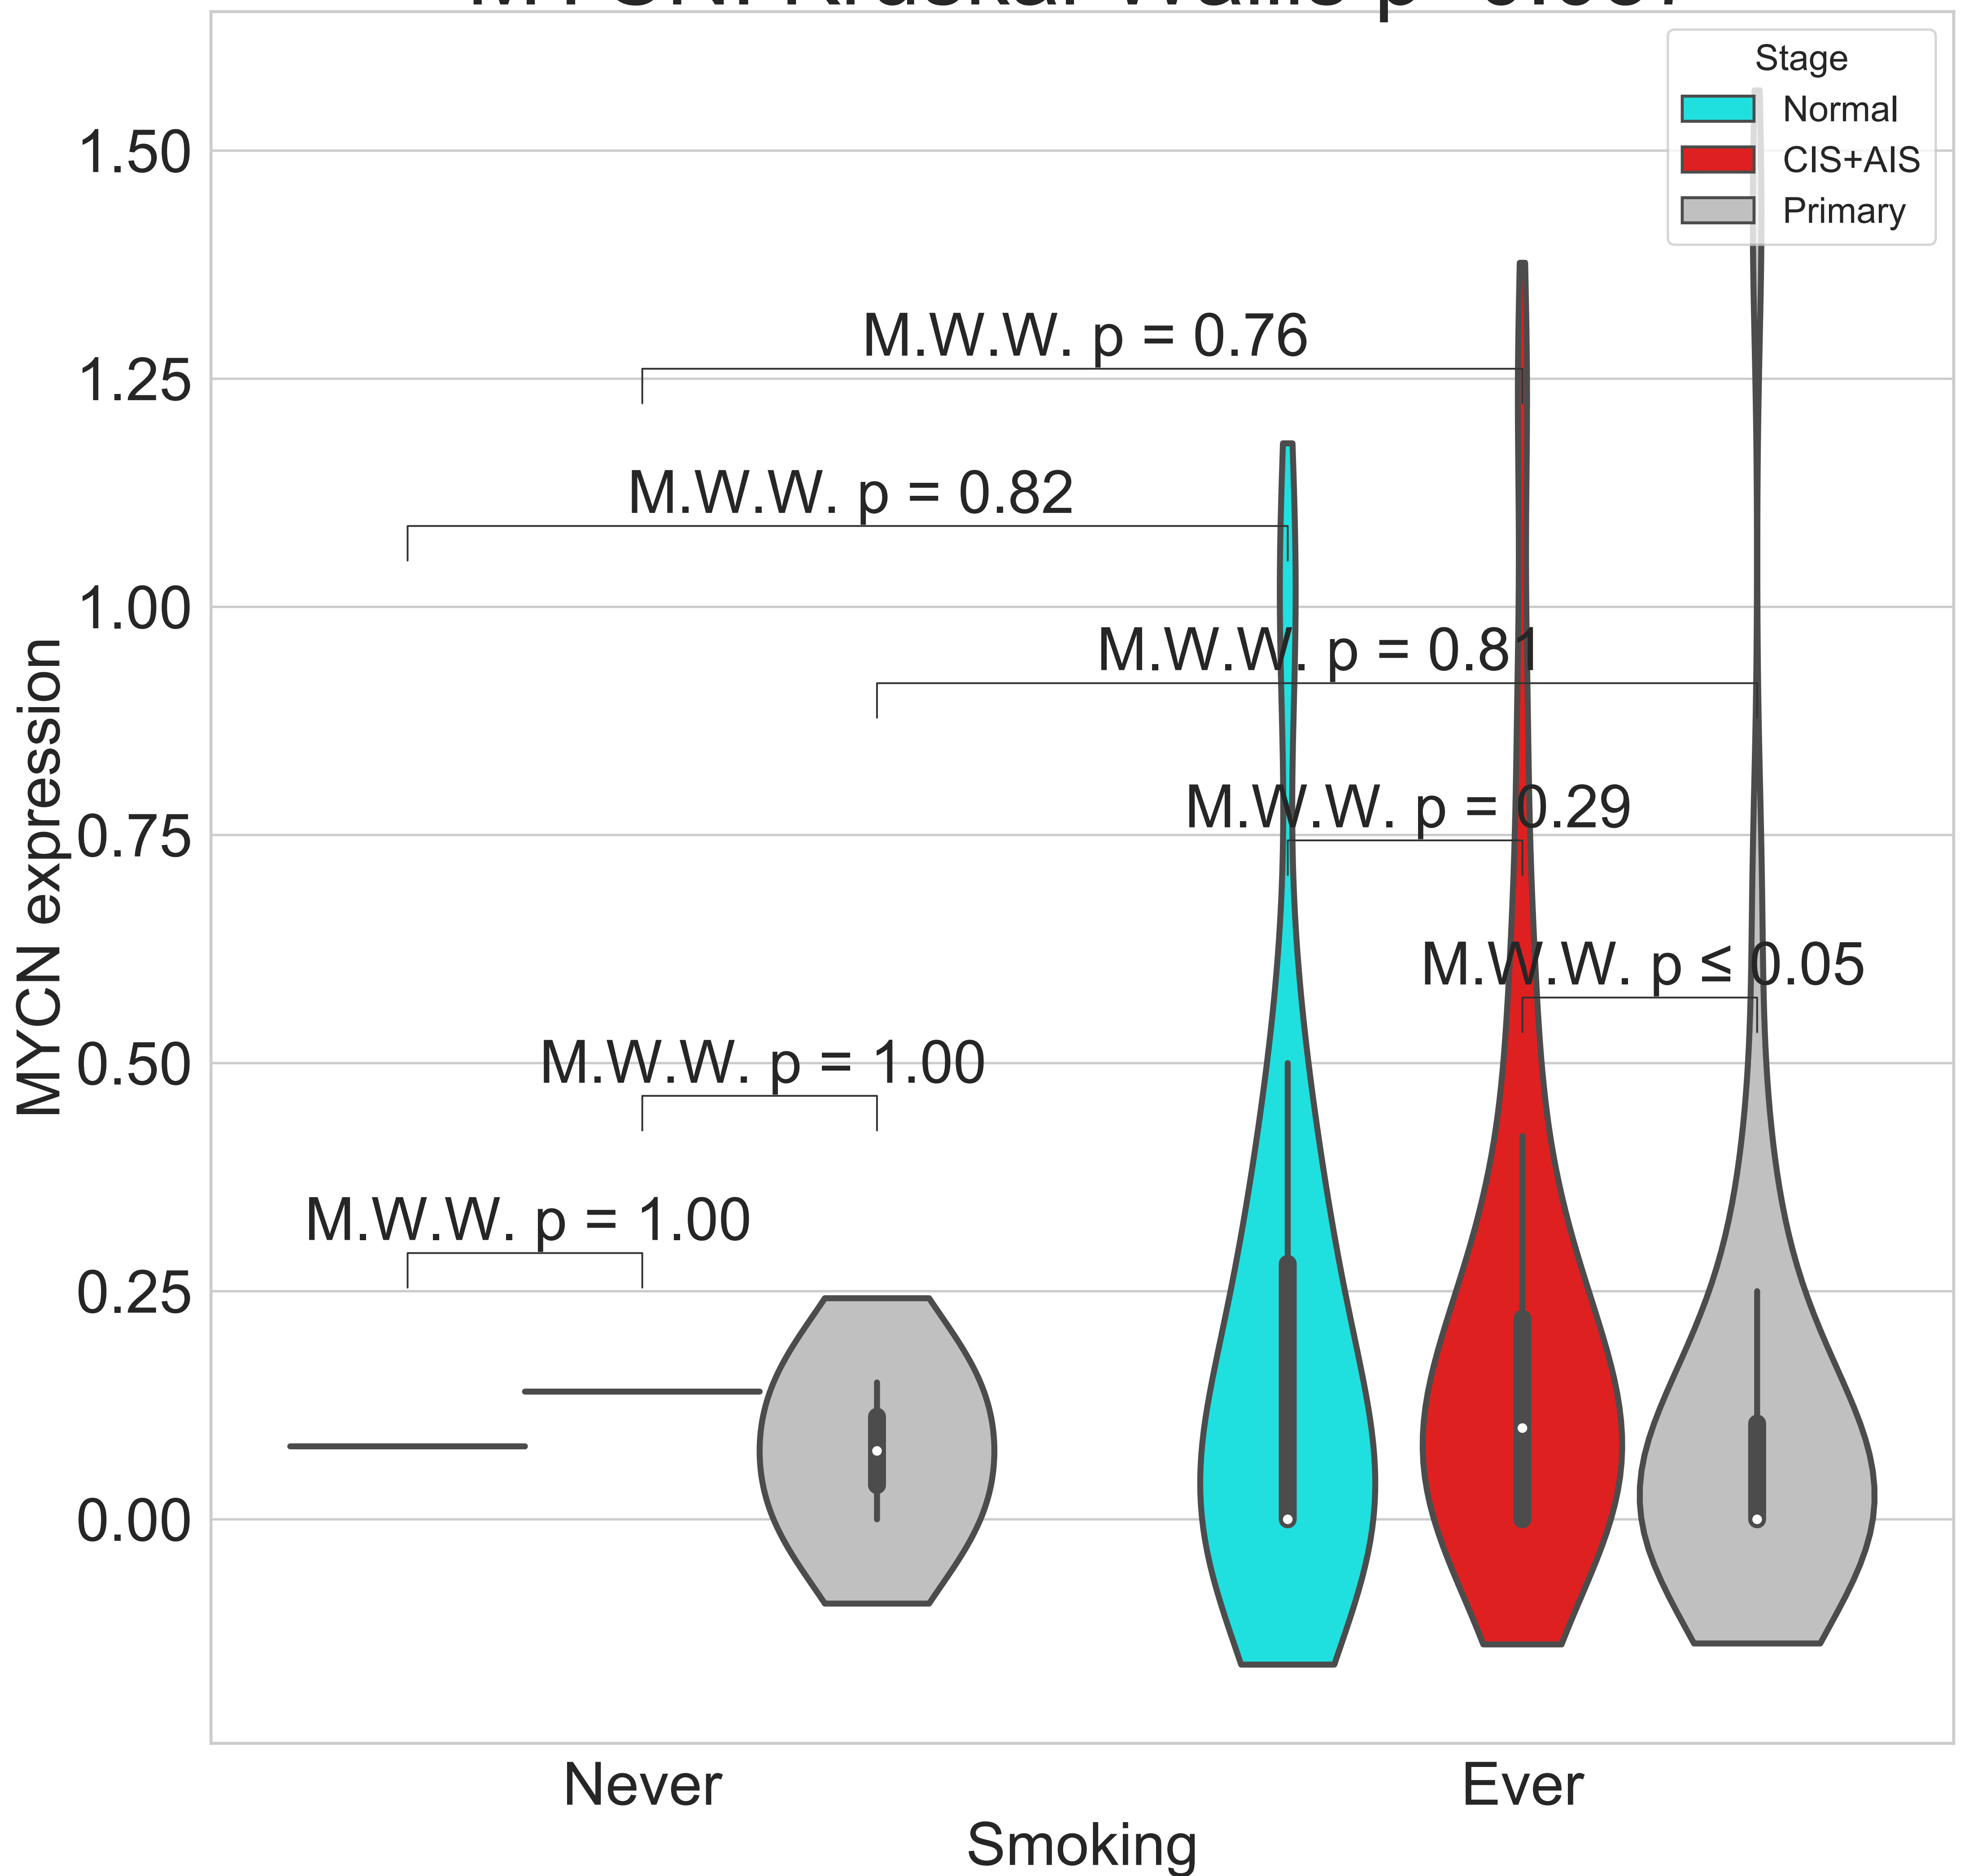 Stage
Normal
CIS+AIS
Primary
1.50
1.25
1.00
0.75
0.50
0.25
0.00
MYCN expression
M.W.W. p = 0.76
M.W.W. p = 0.82
M.W.W. p = 0.81
M.W.W. p = 0.29
M.W.W. p ≤ 0.05
M.W.W. p = 1.00
M.W.W. p = 1.00
Never
Ever
Smoking